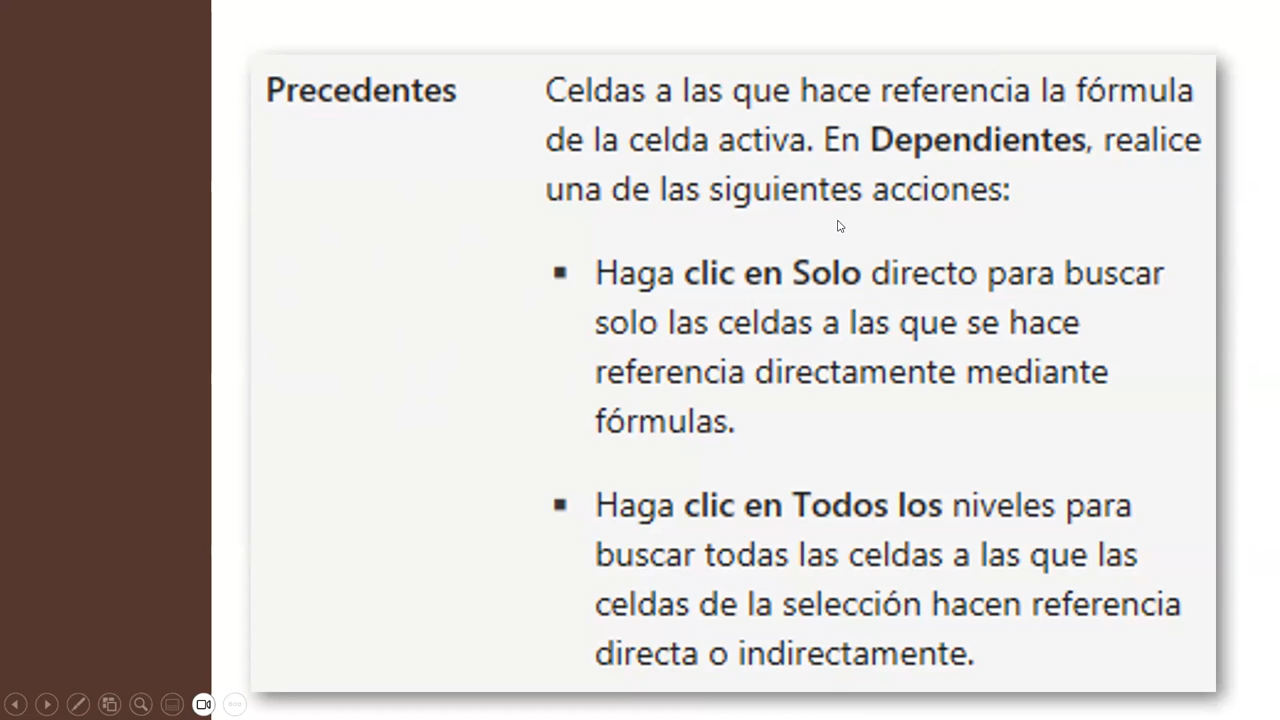 Precedentes
Celdas a las que hace referencia la fórmula
de la celda activa. En Dependientes, realice
una de las siguientes acciones:
▪ Haga clic en Solo directo para buscar
solo las celdas a las que se hace
referencia directamente mediante
fórmulas.
▪ Haga clic en Todos los niveles para
buscar todas las celdas a las que las
celdas de la selección hacen referencia
directa o indirectamente.